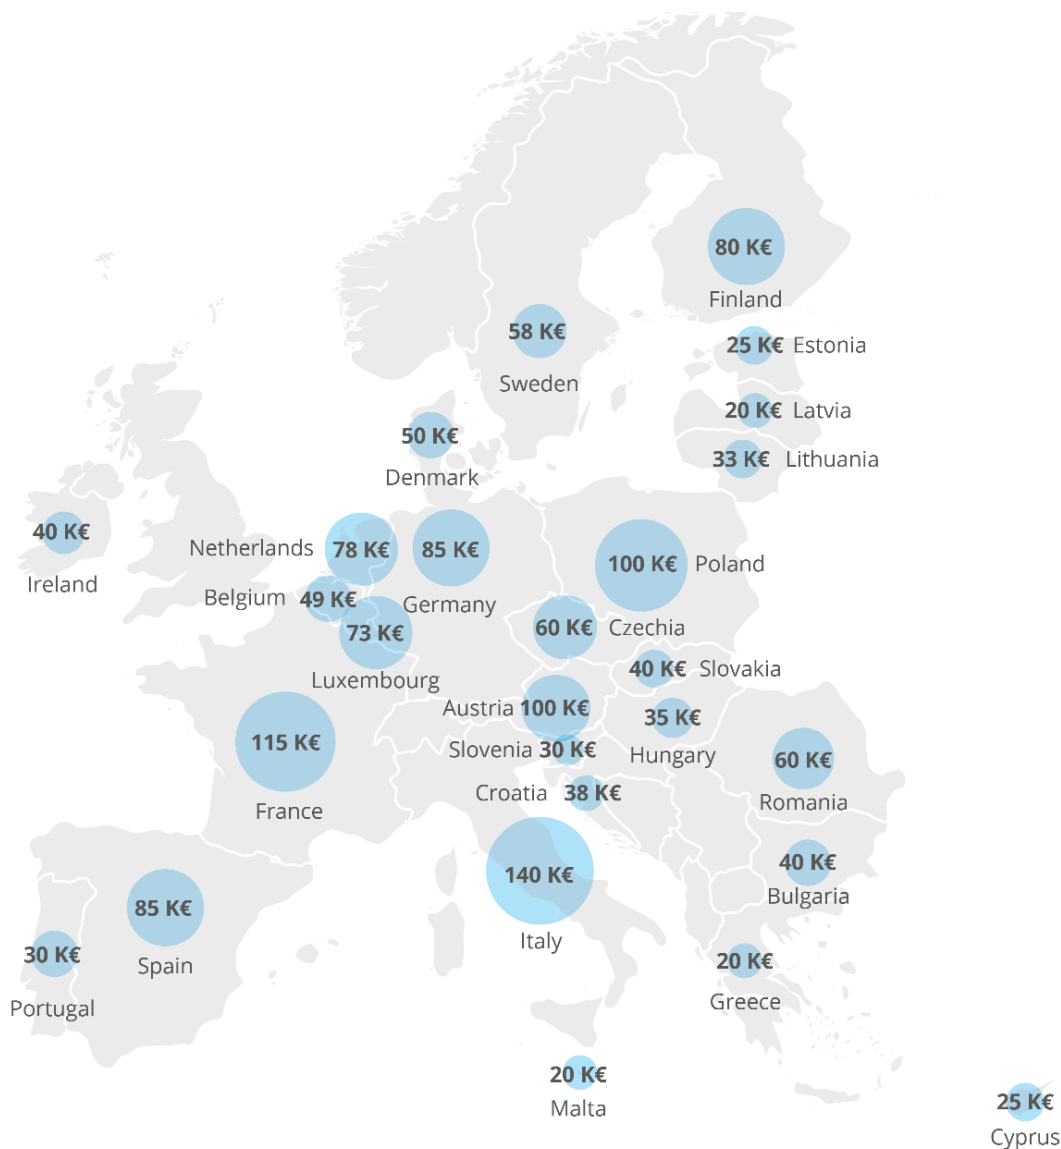 80 K€
Finland
58 K€
Sweden
25 K€ Estonia
20 K€ Latvia
33 K€ Lithuania
50 K€
Denmark
40 K€
Ireland
Netherlands 78 K€
85 K€
Germany
100 K€ Poland
Belgium 49 K€
73 K€
Luxembourg
60 K€ Czechia
40 K€ Slovakia
Austria 100 K€
35 K€
Hungary
Slovenia 30 K€
115 K€
France
60 K€
Romania
Croatia 38 K€
140 K€
Italy
40 K€
Bulgaria
85 K€
Spain
30 K€
Portugal
20 K€
Greece
20 K€
Malta
25 K€
Cyprus